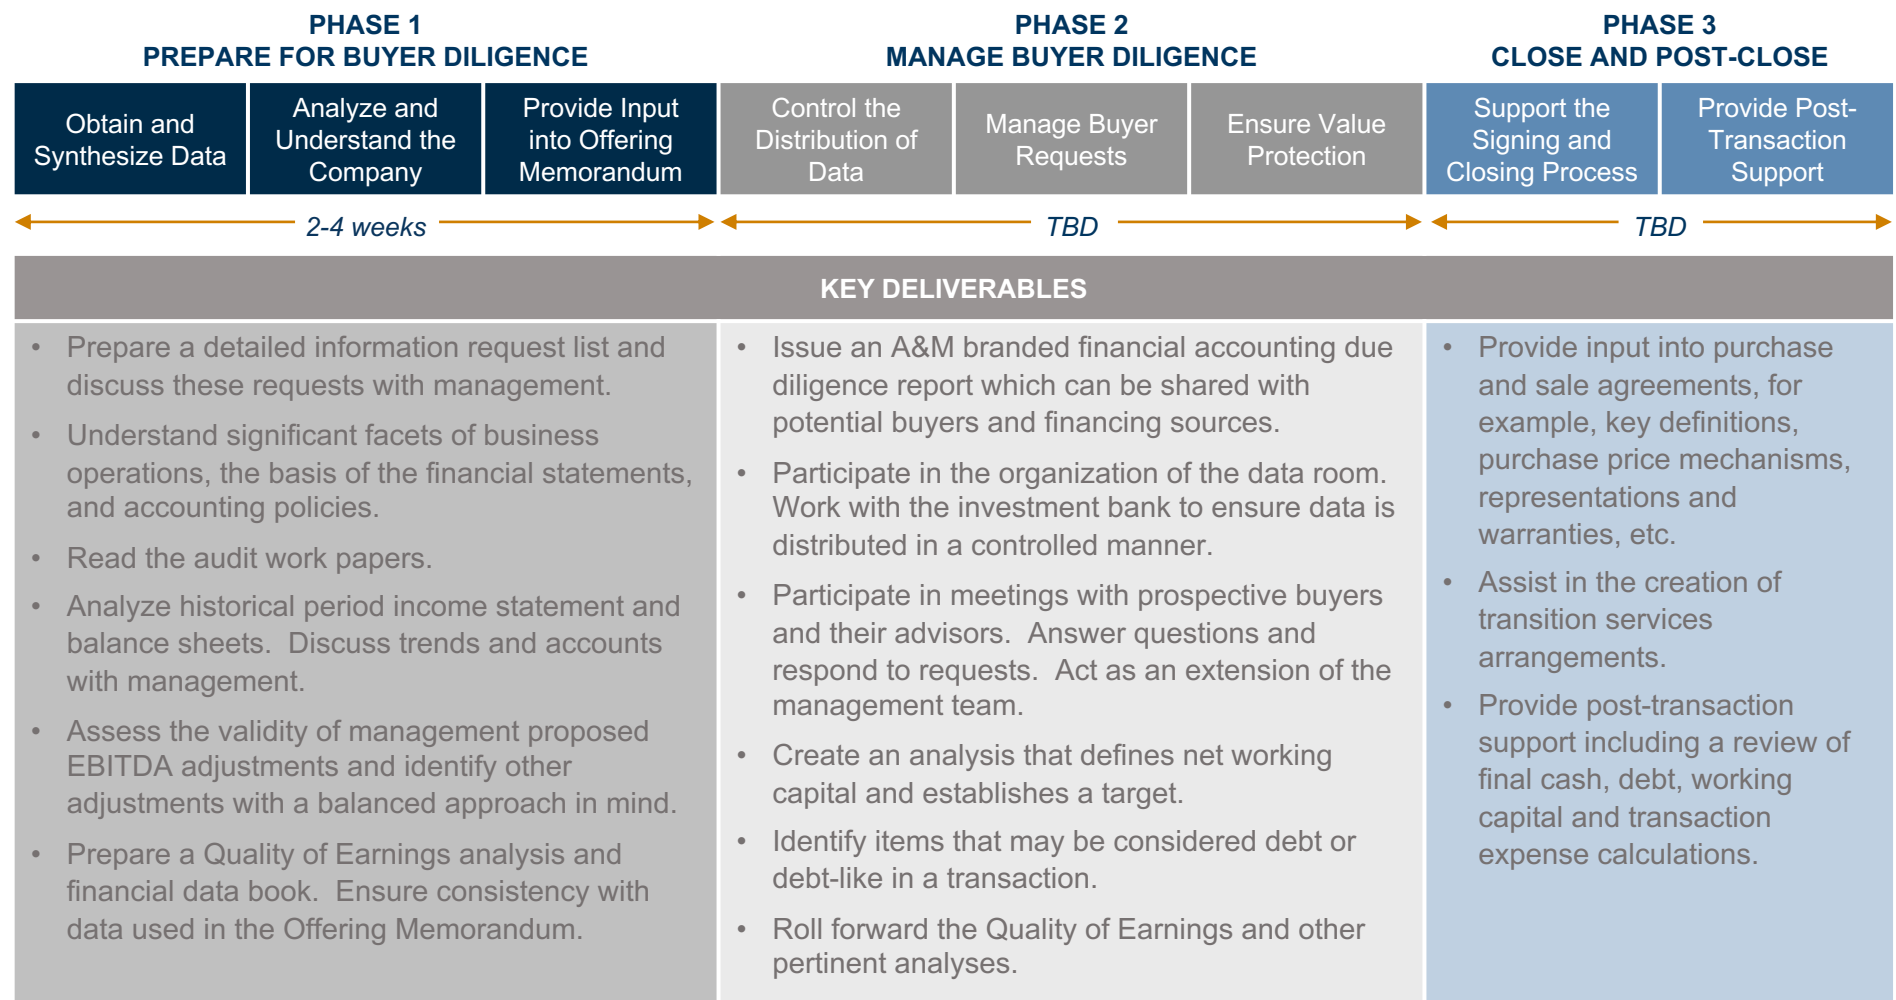 PHASE 1
PREPARE FOR BUYER DILIGENCE
PHASE 2
MANAGE BUYER DILIGENCE
PHASE 3
CLOSE AND POST-CLOSE
Obtain and
Synthesize Data
Analyze and
Understand the
Company
Provide Input
into Offering
Memorandum
Control the
Distribution of
Data
Manage Buyer
Requests
Ensure Value
Protection
Support the
Signing and
Closing Process
Provide Post-
Transaction
Support
2-4 weeks
TBD
TBD
KEY DELIVERABLES
• Prepare a detailed information request list and
discuss these requests with management.
• Understand significant facets of business
operations, the basis of the financial statements,
and accounting policies.
• Read the audit work papers.
• Analyze historical period income statement and
balance sheets.  Discuss trends and accounts
with management.
• Assess the validity of management proposed
EBITDA adjustments and identify other
adjustments with a balanced approach in mind.
• Prepare a Quality of Earnings analysis and
financial data book.  Ensure consistency with
data used in the Offering Memorandum.
• Issue an A&M branded financial accounting due
diligence report which can be shared with
potential buyers and financing sources.
• Participate in the organization of the data room.
Work with the investment bank to ensure data is
distributed in a controlled manner.
• Participate in meetings with prospective buyers
and their advisors.  Answer questions and
respond to requests.  Act as an extension of the
management team.
• Create an analysis that defines net working
capital and establishes a target.
• Identify items that may be considered debt or
debt-like in a transaction.
• Roll forward the Quality of Earnings and other
pertinent analyses.
• Provide input into purchase
and sale agreements, for
example, key definitions,
purchase price mechanisms,
representations and
warranties, etc.
• Assist in the creation of
transition services
arrangements.
• Provide post-transaction
support including a review of
final cash, debt, working
capital and transaction
expense calculations.